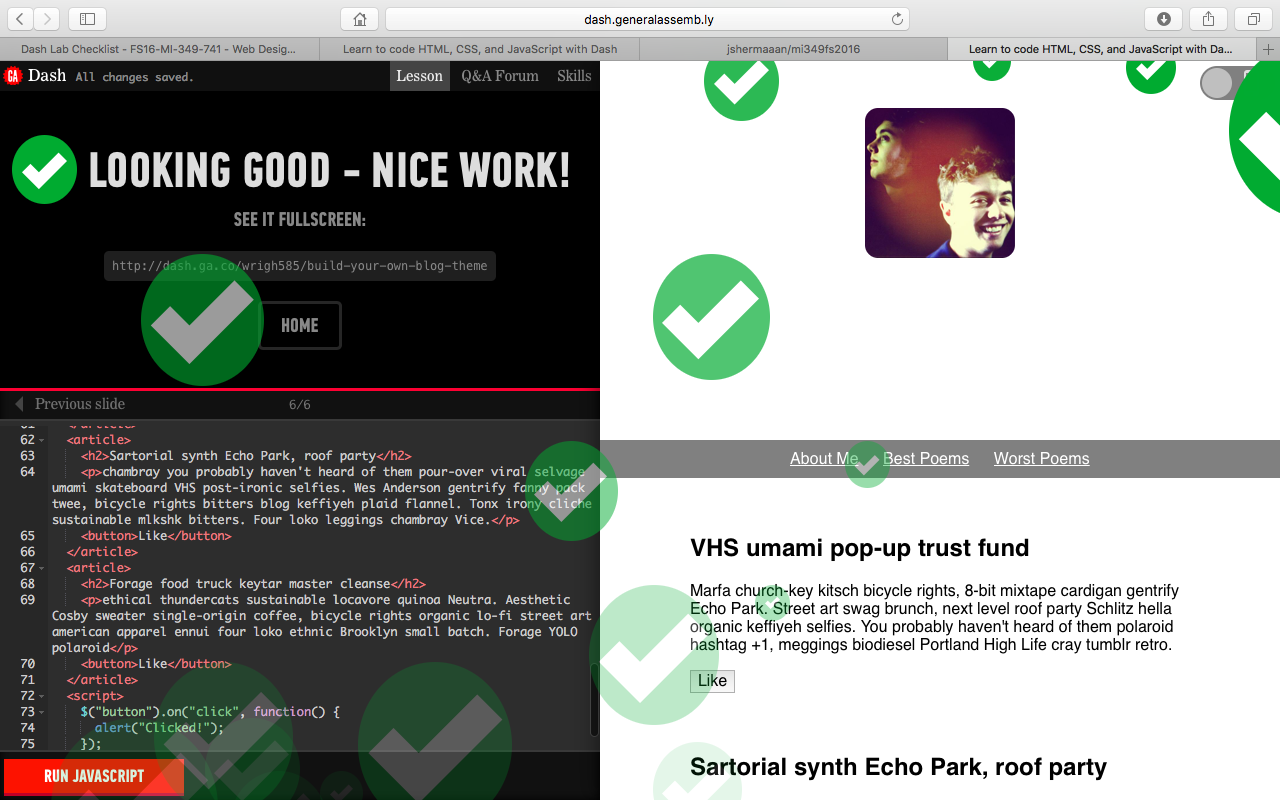 dash.generalassemb.ly
Dash Lab Checklist - FS16-MI-349-741 - Web Desig...
Learn to code HTML, CSS, and JavaScript with Dash
jshermaaan/mi349fs2016
Learn to code HTML, CSS, and JavaScript with Da...
GA Dash All changes saved.
Lesson Q&A Forum Skills
LOOKING GOOD - NICE WORK!
SEE IT FULLSCREEN:
http://dash.ga.co/wrigh585/build-your-own-blog-theme
HOME
Previous slide 6/6
61 </article>
62 <article>
63 <h2>Sartorial synth Echo Park, roof party</h2>
64 <p>chambray you probably haven't heard of them pour-over viral selvage
umami skateboard VHS post-ironic selfies. Wes Anderson gentrify fanny pack
twee, bicycle rights bitters blog keffiyeh plaid flannel. Tonx irony cliche
sustainable mlkshk bitters. Four loko leggings chambray Vice.</p>
65 <button>Like</button>
66 </article>
67 <article>
68 <h2>Forage food truck keytar master cleanse</h2>
69 <p>ethical thundercats sustainable locavore quinoa Neutra. Aesthetic
Cosby sweater single-origin coffee, bicycle rights organic lo-fi street art
american apparel ennui four loko ethnic Brooklyn small batch. Forage YOLO
polaroid</p>
70 <button>Like</button>
71 </article>
72 <script>
73 $("button").on("click", function() {
74 alert("Clicked!");
75 });
RUN JAVASCRIPT
About Me Best Poems Worst Poems
VHS umami pop-up trust fund
Marfa church-key kitsch bicycle rights, 8-bit mixtape cardigan gentrify
Echo Park. Street art swag brunch, next level roof party Schlitz hella
organic keffiyeh selfies. You probably haven't heard of them polaroid
hashtag +1, meggings biodiesel Portland High Life cray tumblr retro.
Like
Sartorial synth Echo Park, roof party